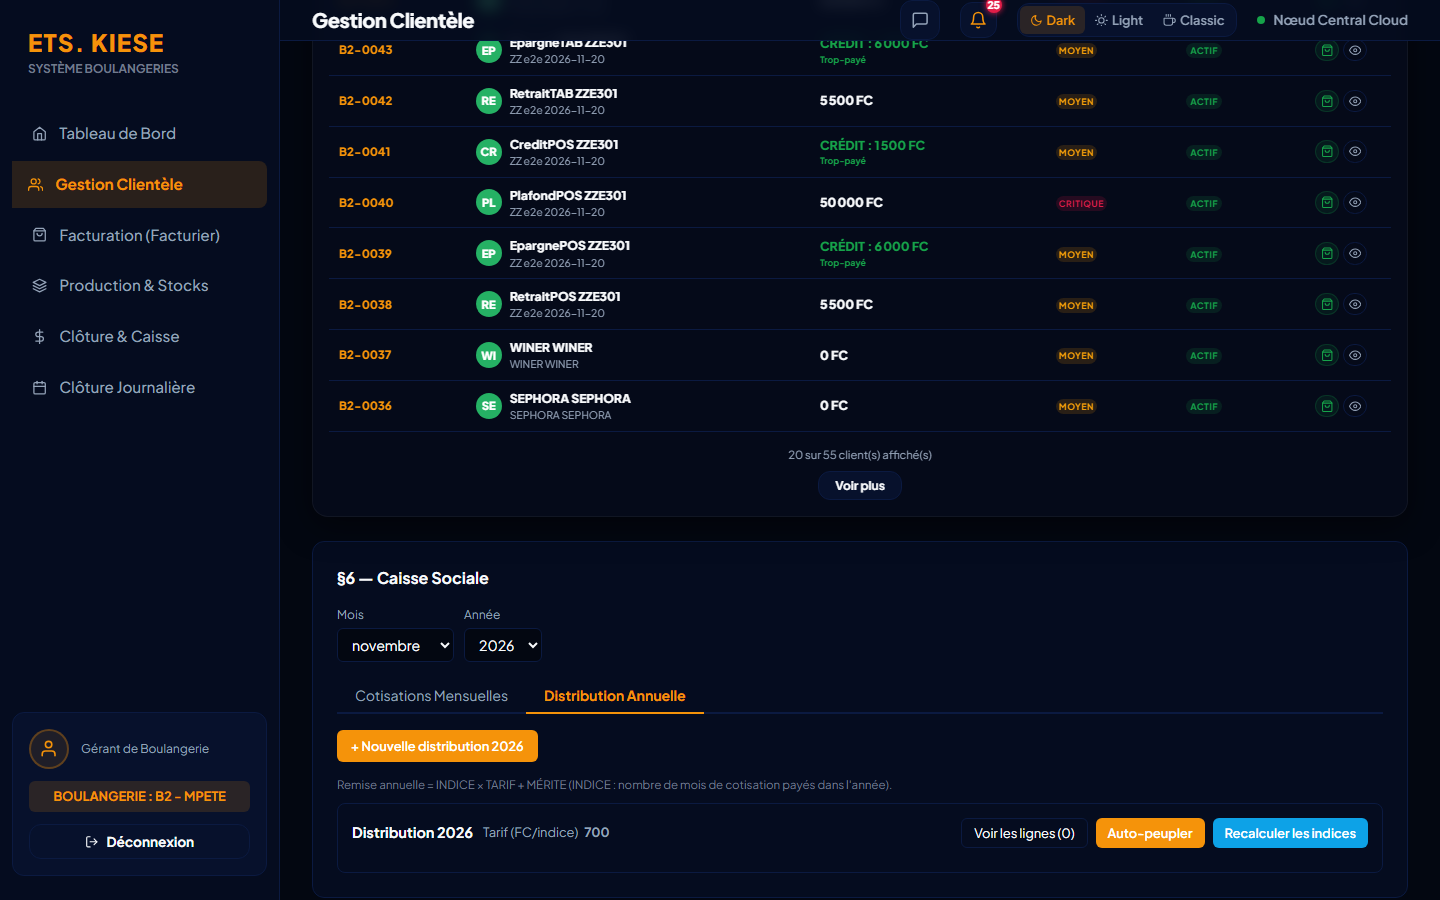 ETS. KIESE
SYSTÈME BOULANGERIES
Tableau de Bord
Gestion Clientèle
Facturation (Facturier)
Production & Stocks
Clôture & Caisse
Clôture Journalière
Gérant de Boulangerie
BOULANGERIE : B2 - MPETE
Déconnexion
Gestion Clientèle
25
Dark
Light
Classic
Nœud Central Cloud
B2-0043 EP EpargneTAB ZZE301 CRÉDIT : 6 000 FC MOYEN ACTIF
ZZ e2e 2026-11-20 Trop-payé
B2-0042 RE RetraitTAB ZZE301 5 500 FC MOYEN ACTIF
ZZ e2e 2026-11-20
B2-0041 CR CreditPOS ZZE301 CRÉDIT : 1 500 FC MOYEN ACTIF
ZZ e2e 2026-11-20 Trop-payé
B2-0040 PL PlafondPOS ZZE301 50 000 FC CRITIQUE ACTIF
ZZ e2e 2026-11-20
B2-0039 EP EpargnePOS ZZE301 CRÉDIT : 6 000 FC MOYEN ACTIF
ZZ e2e 2026-11-20 Trop-payé
B2-0038 RE RetraitPOS ZZE301 5 500 FC MOYEN ACTIF
ZZ e2e 2026-11-20
B2-0037 WI WINER WINER 0 FC MOYEN ACTIF
WINER WINER
B2-0036 SE SEPHORA SEPHORA 0 FC MOYEN ACTIF
SEPHORA SEPHORA
20 sur 55 client(s) affiché(s)
Voir plus
§6 — Caisse Sociale
Mois Année
novembre 2026
Cotisations Mensuelles Distribution Annuelle
+ Nouvelle distribution 2026
Remise annuelle = INDICE × TARIF + MÉRITE (INDICE : nombre de mois de cotisation payés dans l'année).
Distribution 2026 Tarif (FC/indice) 700 Voir les lignes (0) Auto-peupler Recalculer les indices